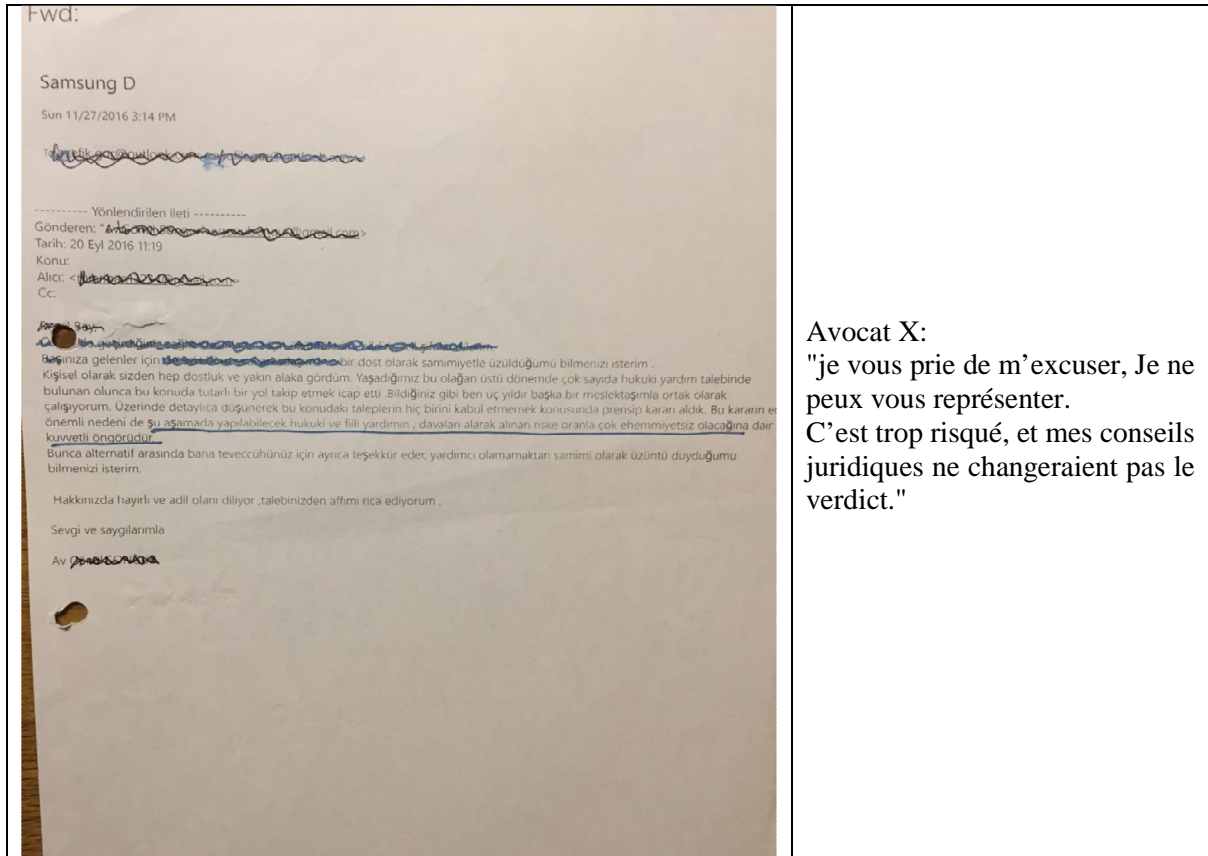 Fwd:
Samsung D
Sun 11/27/2016 3:14 PM
---------- Yönlendirilen ileti ----------
Gönderen: "
Tarih: 20 Eyl 2016 11:19
Konu:
Alıcı: <
Cc:
Bey,
Başınıza gelenler için bir dost olarak samimiyetle üzüldüğümü bilmenizi isterim .
Kişisel olarak sizden hep dostluk ve yakın alaka gördüm. Yaşadığımız bu olağan üstü dönemde çok sayıda hukuki yardım talebinde
bulunan olunca bu konuda tutarlı bir yol takip etmek icap etti .Bildiğiniz gibi ben üç yıldır başka bir meslektaşımla ortak olarak
çalışıyorum. Üzerinde detaylıca düşünerek bu konudaki taleplerin hiç birini kabul etmemek konusunda prensip kararı aldık. Bu kararın
önemli nedeni de şu aşamada yapılabilecek hukuki ve fiili yardımın , davaları alarak alınan riske oranla çok ehemmiyetsiz olacağına dair
kuvvetli öngörüdür.
Bunca alternatif arasında bana teveccühünüz için ayrıca teşekkür eder, yardımcı olamamaktan samimi olarak üzüntü duyduğumu
bilmenizi isterim.
Hakkınızda hayırlı ve adil olanı diliyor ,talebinizden affımı rica ediyorum .
Sevgi ve saygılarımla
Av
Avocat X:
"je vous prie de m'excuser, Je ne
peux vous représenter.
C'est trop risqué, et mes conseils
juridiques ne changeraient pas le
verdict."